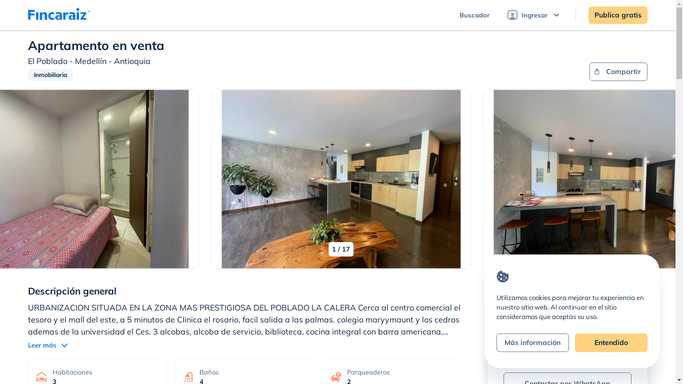 Fincaraiz
Buscador
Ingresar
Publica gratis
Apartamento en venta
El Poblado - Medellín - Antioquia
Inmobiliaria
Compartir
1 / 17
Descripción general
URBANIZACION SITUADA EN LA ZONA MAS PRESTIGIOSA DEL POBLADO LA CALERA Cerca al centro comercial el
tesoro y el mall del este, a 5 minutos de Clinica el rosario, facil salida a las palmas, colegio marymaunt y los cedros
ademas de la universidad el Ces. 3 alcobas, alcoba de servicio, biblioteca, cocina integral con barra americana,...
Leer más
Habitaciones
3
Baños
4
Parqueaderos
2
Utilizamos cookies para mejorar tu experiencia en
nuestro sitio web. Al continuar en el sitio
consideramos que aceptas su uso.
Más información
Entendido
Contactar por WhatsApp